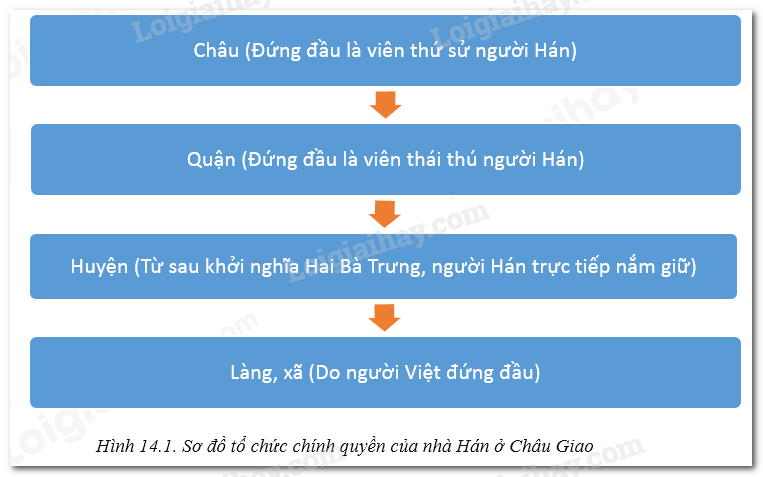 Châu (Đứng đầu là viên thứ sử người Hán)
Quận (Đứng đầu là viên thái thú người Hán)
Huyện (Từ sau khởi nghĩa Hai Bà Trưng, người Hán trực tiếp nắm giữ)
Làng, xã (Do người Việt đứng đầu)
Hình 14.1. Sơ đồ tổ chức chính quyền của nhà Hán ở Châu Giao
Loigiaihay.com